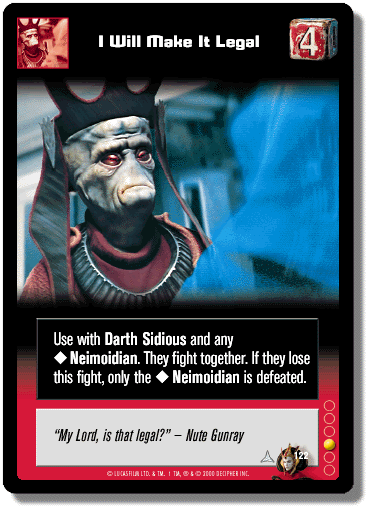 I Will Make It Legal
4
Use with Darth Sidious and any
◆ Neimoidian. They fight together. If they lose
this fight, only the ◆ Neimoidian is defeated.
“My Lord, is that legal?” – Nute Gunray
122
© LUCASFILM LTD. & TM. | TM, ® & © 2000 DECIPHER INC.